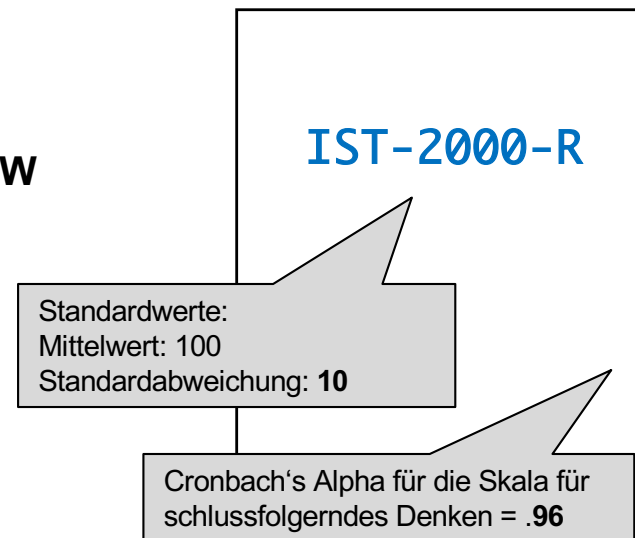 W
IST-2000-R
Standardwerte:
Mittelwert: 100
Standardabweichung: 10
Cronbach‘s Alpha für die Skala für
schlussfolgerndes Denken = .96